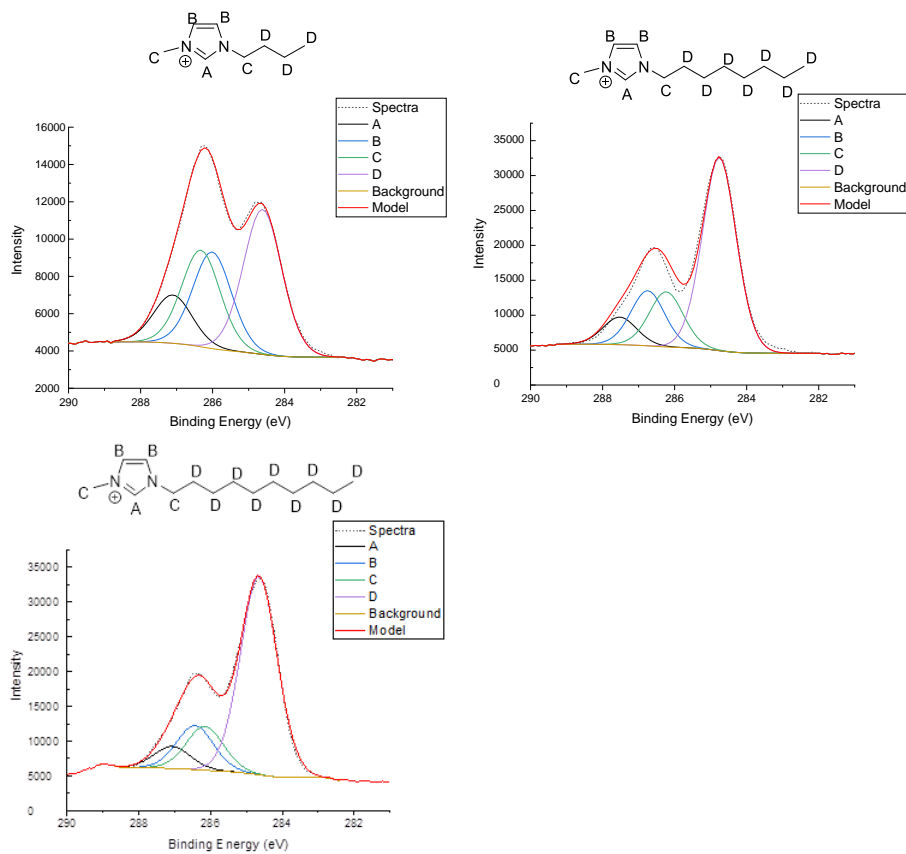 B B
D D
N N
C
⊕
A C D
Spectra
A
B
C
D
Background
Model
16000
14000
12000
10000
8000
6000
4000
2000
Intensity
290 288 286 284 282
Binding Energy (eV)
B B
D D D D
N N
C
⊕
A C D D D
Spectra
A
B
C
D
Background
Model
35000
30000
25000
20000
15000
10000
5000
0
Intensity
290 288 286 284 282
Binding Energy (eV)
B B
D D D D D
N N
C
⊕
A C D D D D
Spectra
A
B
C
D
Background
Model
35000
30000
25000
20000
15000
10000
5000
0
Intensity
290 288 286 284 282
Binding Energy (eV)